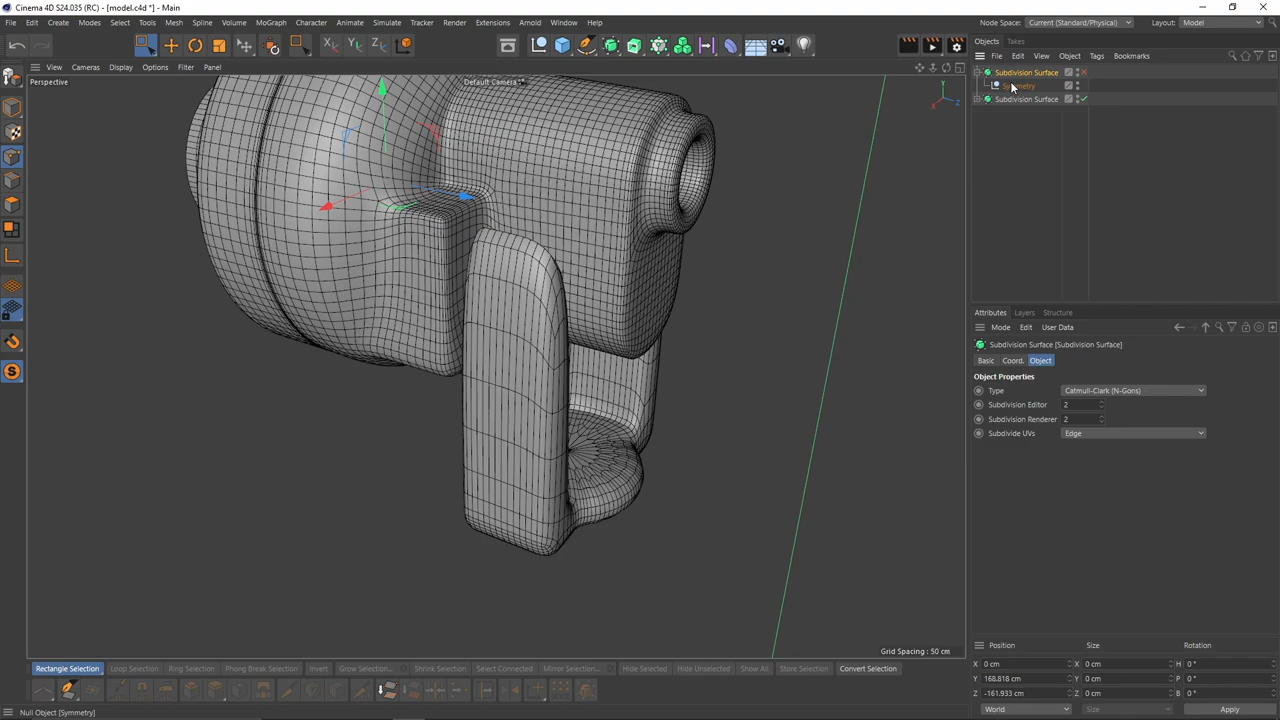 Cinema 4D S24.035 (RC) - [model.c4d *] - Main
File Edit Create Modes Select Tools Mesh Spline Volume MoGraph Character Animate Simulate Tracker Render Extensions Arnold Window Help Node Space: Current (Standard/Physical) Layout: Model
X Y Z
View Cameras Display Options Filter Panel
Perspective Default Camera
Y X Z
Objects Takes
File Edit View Object Tags Bookmarks
Subdivision Surface
Symmetry
Subdivision Surface
Attributes Layers Structure
Mode Edit User Data
Subdivision Surface [Subdivision Surface]
Basic Coord. Object
Object Properties
Type Catmull-Clark (N-Gons)
Subdivision Editor 2
Subdivision Renderer 2
Subdivide UVs Edge
Grid Spacing : 50 cm
Rectangle Selection Loop Selection Ring Selection Phong Break Selection Invert Grow Selection... Shrink Selection Select Connected Mirror Selection... Hide Selected Hide Unselected Show All Store Selection Convert Selection
Position Size Rotation
X 0 cm X 0 cm H 0 °
Y 168.818 cm Y 0 cm P 0 °
Z -161.933 cm Z 0 cm B 0 °
World Size Apply
Null Object [Symmetry]